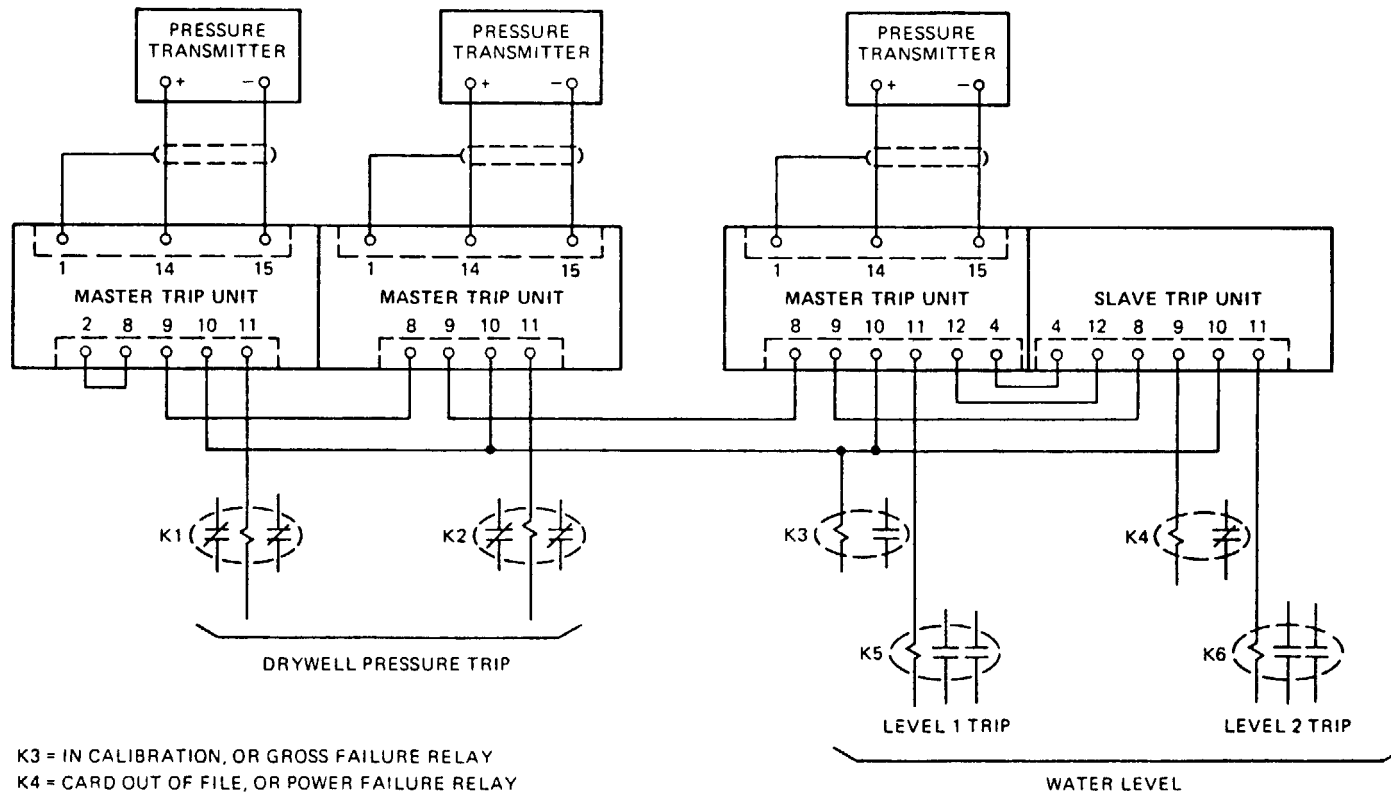 PRESSURE TRANSMITTER
PRESSURE TRANSMITTER
PRESSURE TRANSMITTER
+ −
+ −
+ −
1 14 15
1 14 15
1 14 15
MASTER TRIP UNIT
MASTER TRIP UNIT
MASTER TRIP UNIT
SLAVE TRIP UNIT
2 8 9 10 11
8 9 10 11
8 9 10 11 12 4
4 12 8 9 10 11
K1
K2
K3
K4
K5
K6
DRYWELL PRESSURE TRIP
LEVEL 1 TRIP
LEVEL 2 TRIP
K3 = IN CALIBRATION, OR GROSS FAILURE RELAY
K4 = CARD OUT OF FILE, OR POWER FAILURE RELAY
WATER LEVEL